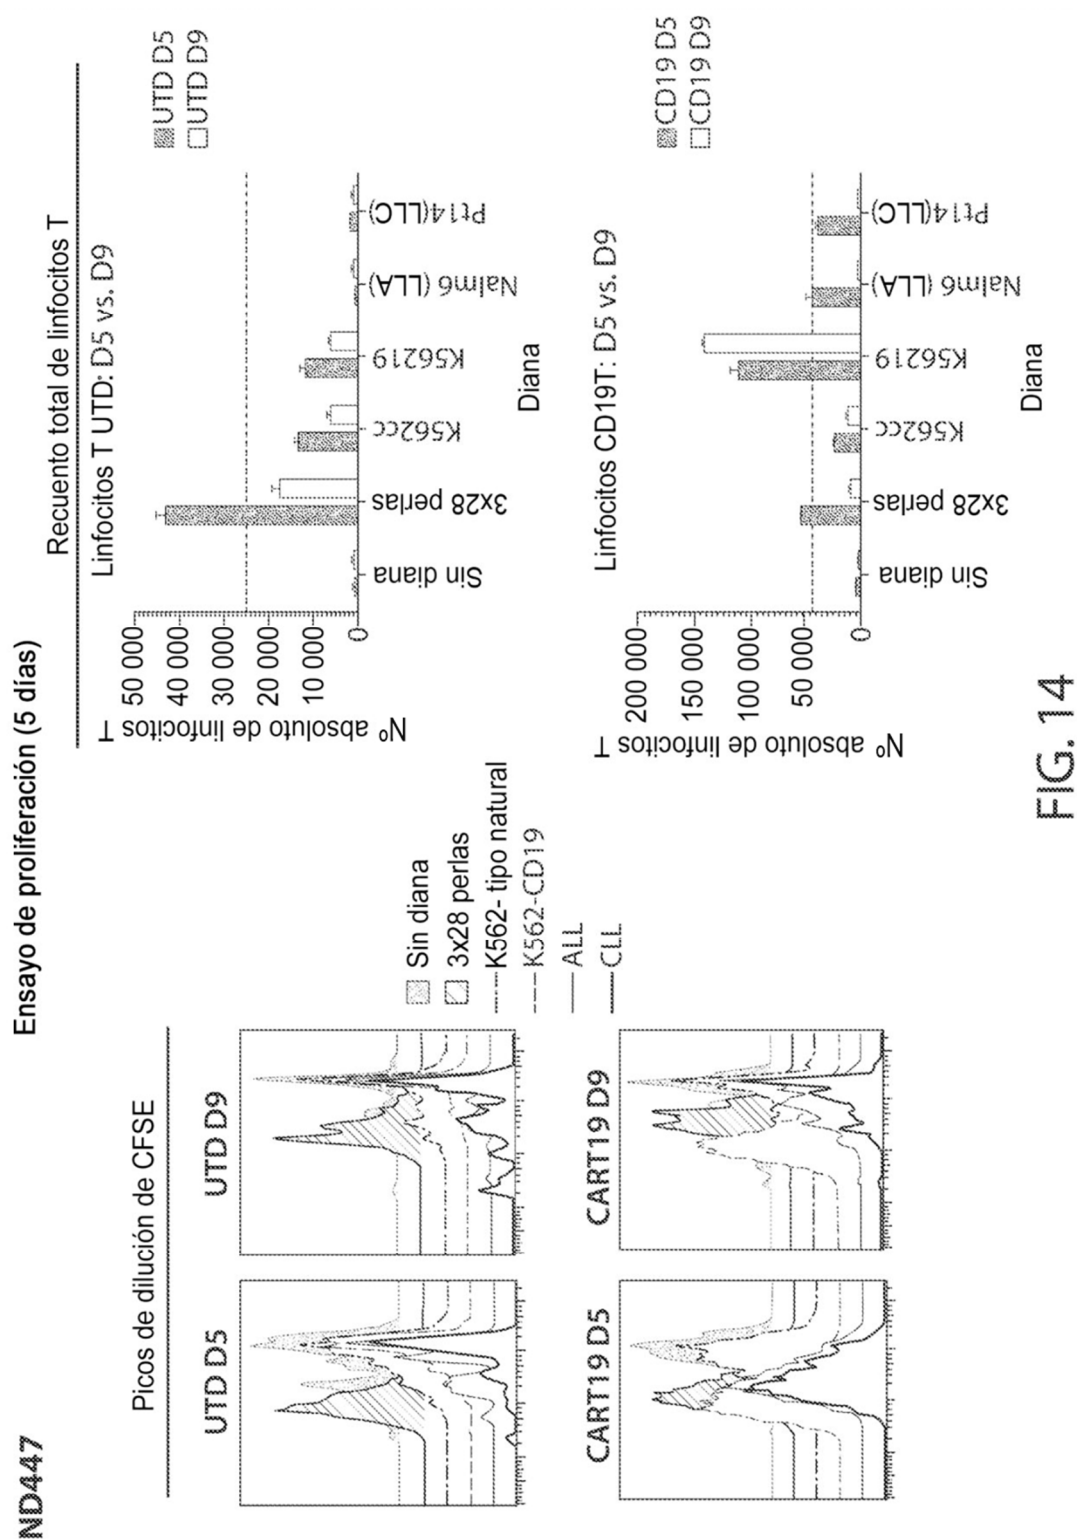 ND447
Ensayo de proliferación (5 días)
Picos de dilución de CFSE
UTD D5
UTD D9
CART19 D5
CART19 D9
Sin diana
3x28 perlas
K562- tipo natural
K562-CD19
ALL
CLL
Recuento total de linfocitos T
Linfocitos T UTD: D5 vs. D9
UTD D5
UTD D9
Nº absoluto de linfocitos T
50 000
40 000
30 000
20 000
10 000
0
Sin diana
3x28 perlas
K562cc
K56219
Nalm6 (LLA)
Pt14(LLC)
Diana
Linfocitos CD19T: D5 vs. D9
CD19 D5
CD19 D9
Nº absoluto de linfocitos T
200 000
150 000
100 000
50 000
0
Sin diana
3x28 perlas
K562cc
K56219
Nalm6 (LLA)
Pt14(LLC)
Diana
FIG. 14